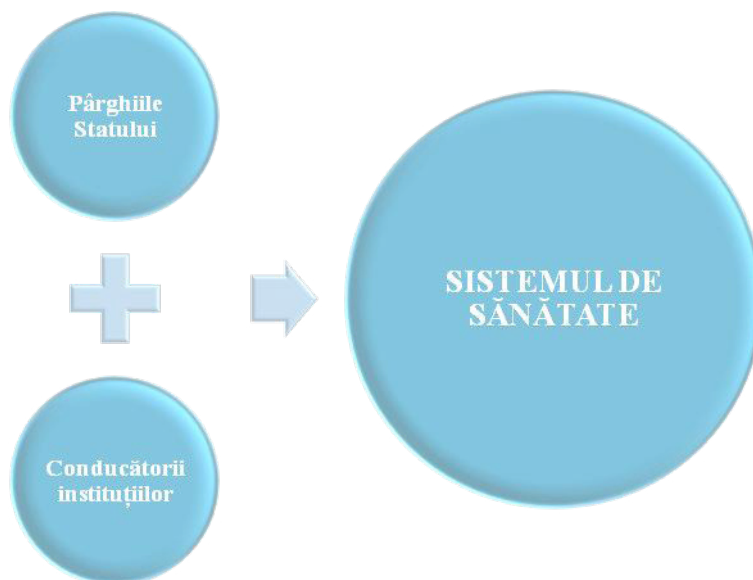 Pârghiile
Statului
SISTEMUL DE
SĂNĂTATE
Conducătorii
instituțiilor